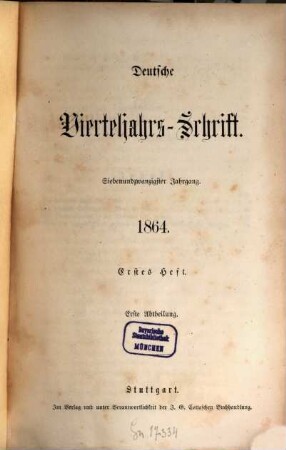 Deutsche
Vierteljahrs-Schrift.
Siebenundzwanzigster Jahrgang.
1864.
Erstes Heft.
Erste Abtheilung.
Bayerische
Staatsbibliothek
MÜNCHEN
Stuttgart.
Im Verlag und unter Verantwortlichkeit der J. G. Cotta'schen Buchhandlung.